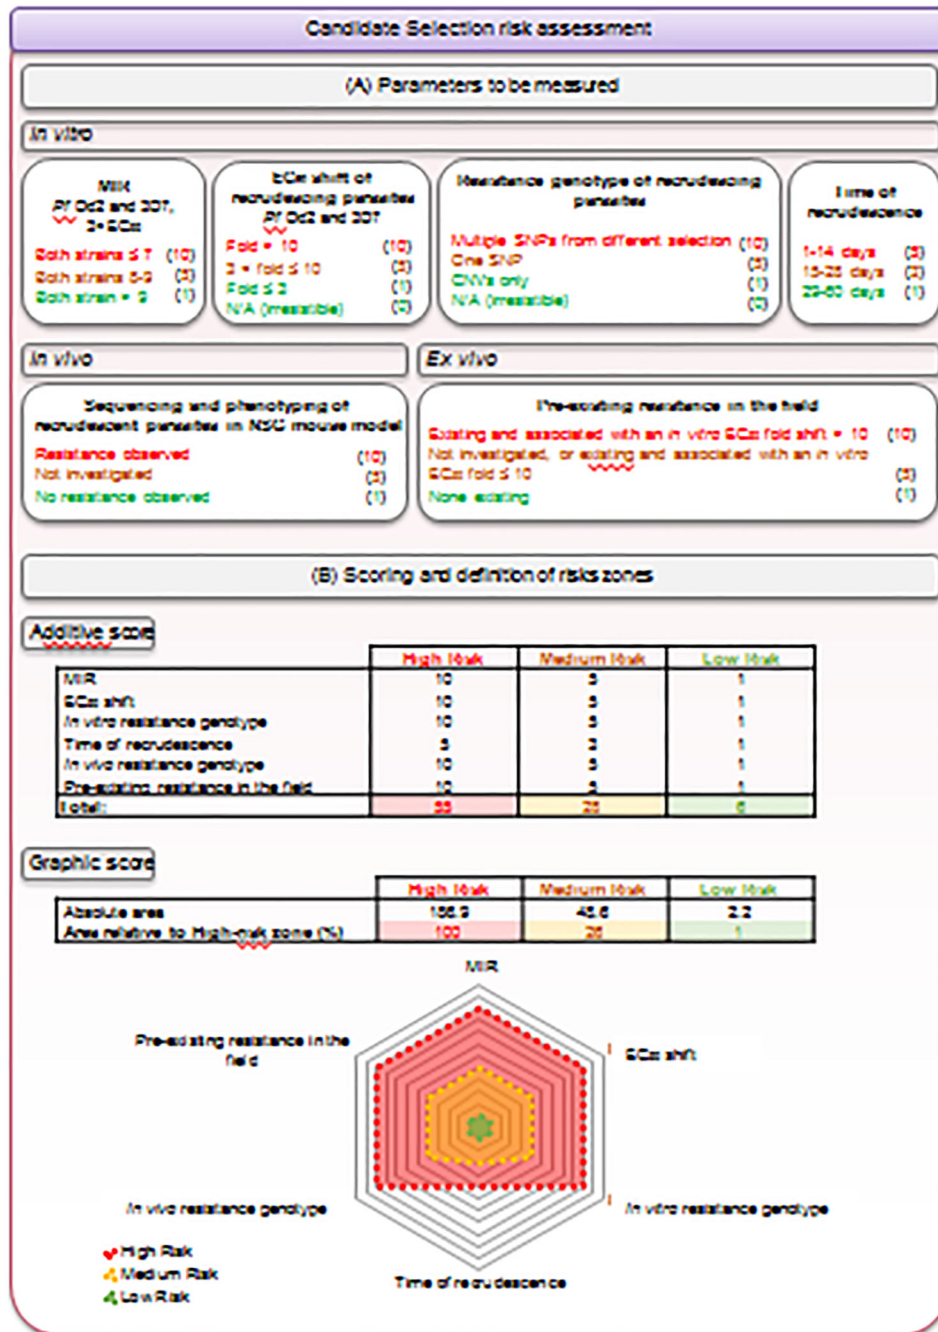 Candidate Selection risk assessment
(A) Parameters to be measured
In vitro
MIR
Pf Dd2 and 3D7,
EC50 shift of
recrudescing parasites
Pf Dd2 and 3D7
Fold > 10 (10)
3 < fold ≤ 10 (5)
Fold ≤ 3 (1)
N/A (irresistible) (0)
Resistance genotype of recrudescing
parasites
Multiple SNPs from different selection (10)
One SNP (5)
CNVs only (1)
N/A (irresistible) (0)
Time of
recrudescence
1-14 days
15-28 days
29-60 days (1)
Both strains ≤ 7 (10)
Both strains 8-9 (5)
Both strain > 9 (1)
In vivo
Ex vivo
Sequencing and phenotyping of
recrudescent parasites in NSG mouse model
Resistance observed (10)
Not investigated (5)
No resistance observed (1)
Pre-existing resistance in the field
Existing and associated with an in vitro EC50 fold shift > 10 (10)
Not investigated, or existing and associated with an in vitro
EC50 fold ≤ 10 (5)
None existing (1)
(B) Scoring and definition of risks zones
Additive score
High Risk Medium Risk Low Risk
MIR 10 5 1
EC50 shift 10 5 1
In vitro resistance genotype 10 5 1
Time of recrudescence 5 3 1
In vivo resistance genotype 10 5 1
Pre-existing resistance in the field 10 5 1
Total: 55 28 6
Graphic score
High Risk Medium Risk Low Risk
Absolute area 2.2
Area relative to High-risk zone (%) 100 26 1
MIR
Pre-existing resistance in the
field
EC50 shift
In vivo resistance genotype
In vitro resistance genotype
Time of recrudescence
High Risk
Medium Risk
Low Risk